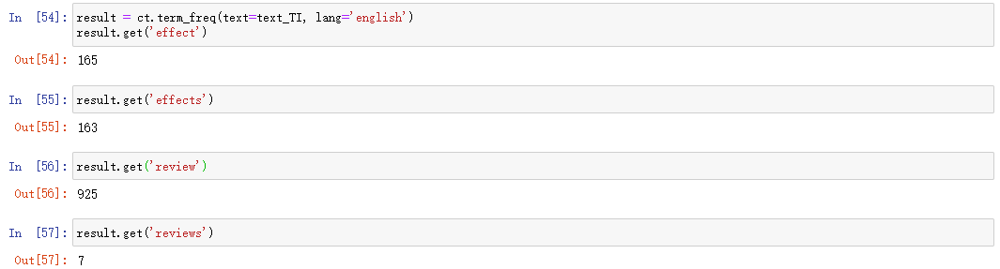 In [54]: result = ct.term_freq(text=text_TI, lang='english')
result.get('effect')
Out[54]: 165
In [55]: result.get('effects')
Out[55]: 163
In [56]: result.get('review')
Out[56]: 925
In [57]: result.get('reviews')
Out[57]: 7